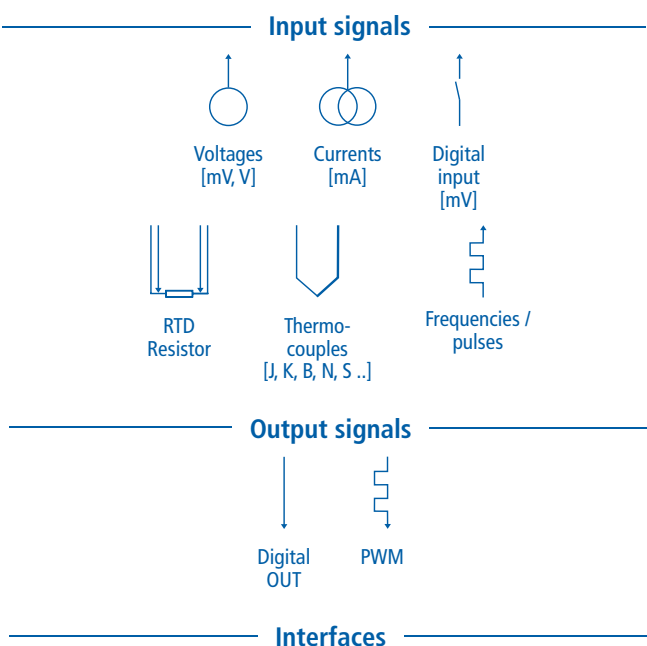 Input signals
Voltages
[mV, V]
Currents
[mA]
Digital
input
[mV]
RTD
Resistor
Thermo-
couples
[J, K, B, N, S ..]
Frequencies /
pulses
Output signals
Digital
OUT
PWM
Interfaces